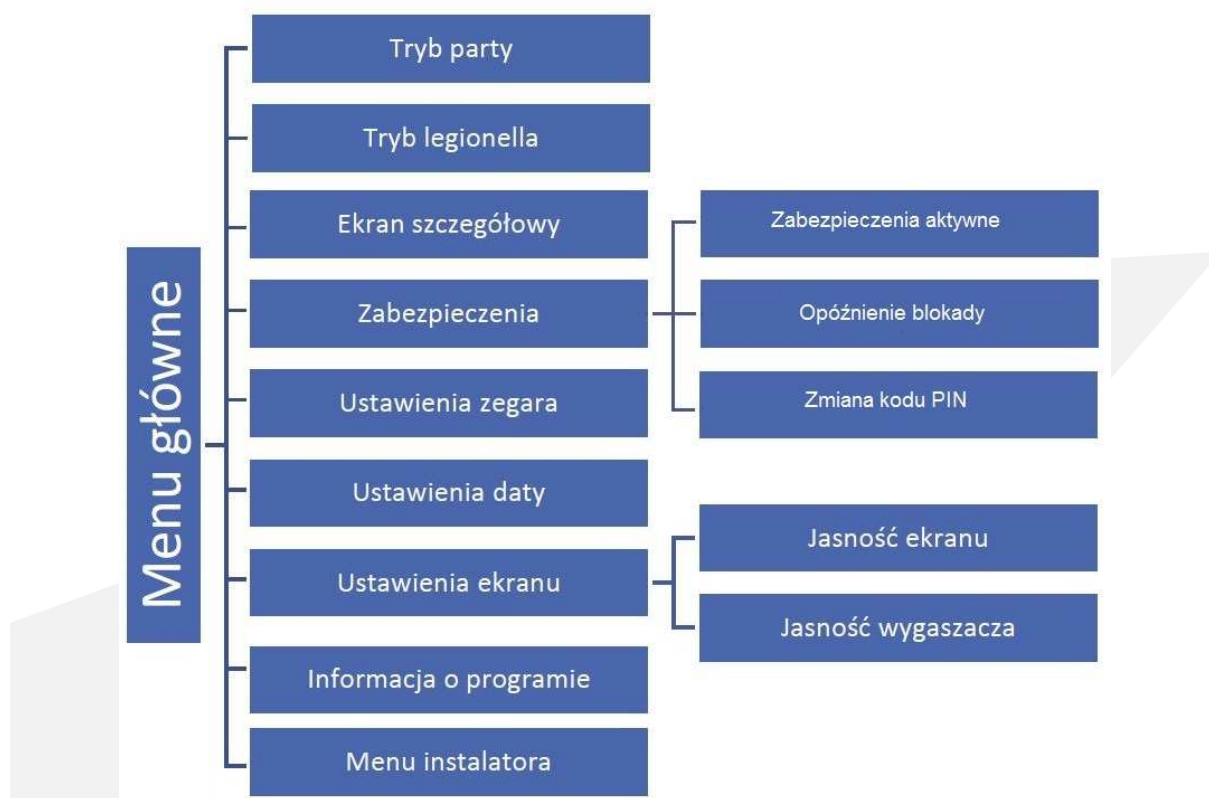 Menu główne
Tryb party
Tryb legionella
Ekran szczegółowy
Zabezpieczenia
Zabezpieczenia aktywne
Opóźnienie blokady
Zmiana kodu PIN
Ustawienia zegara
Ustawienia daty
Ustawienia ekranu
Jasność ekranu
Jasność wygaszacza
Informacja o programie
Menu instalatora